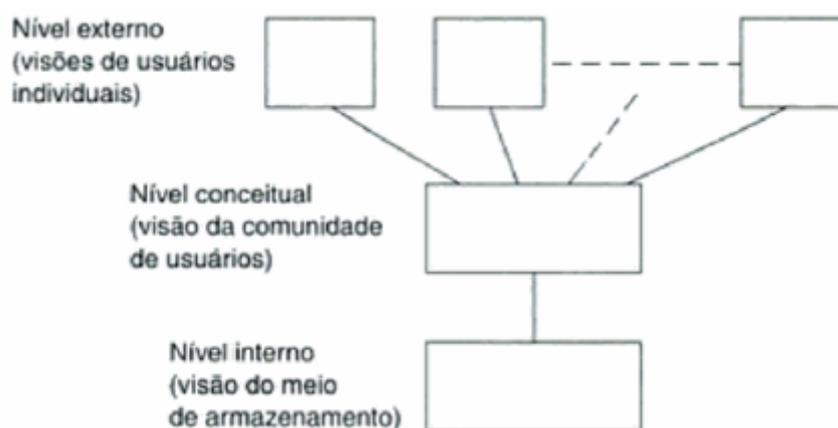 Nível externo
(visões de usuários
individuais)
Nível conceitual
(visão da comunidade
de usuários)
Nível interno
(visão do meio
de armazenamento)